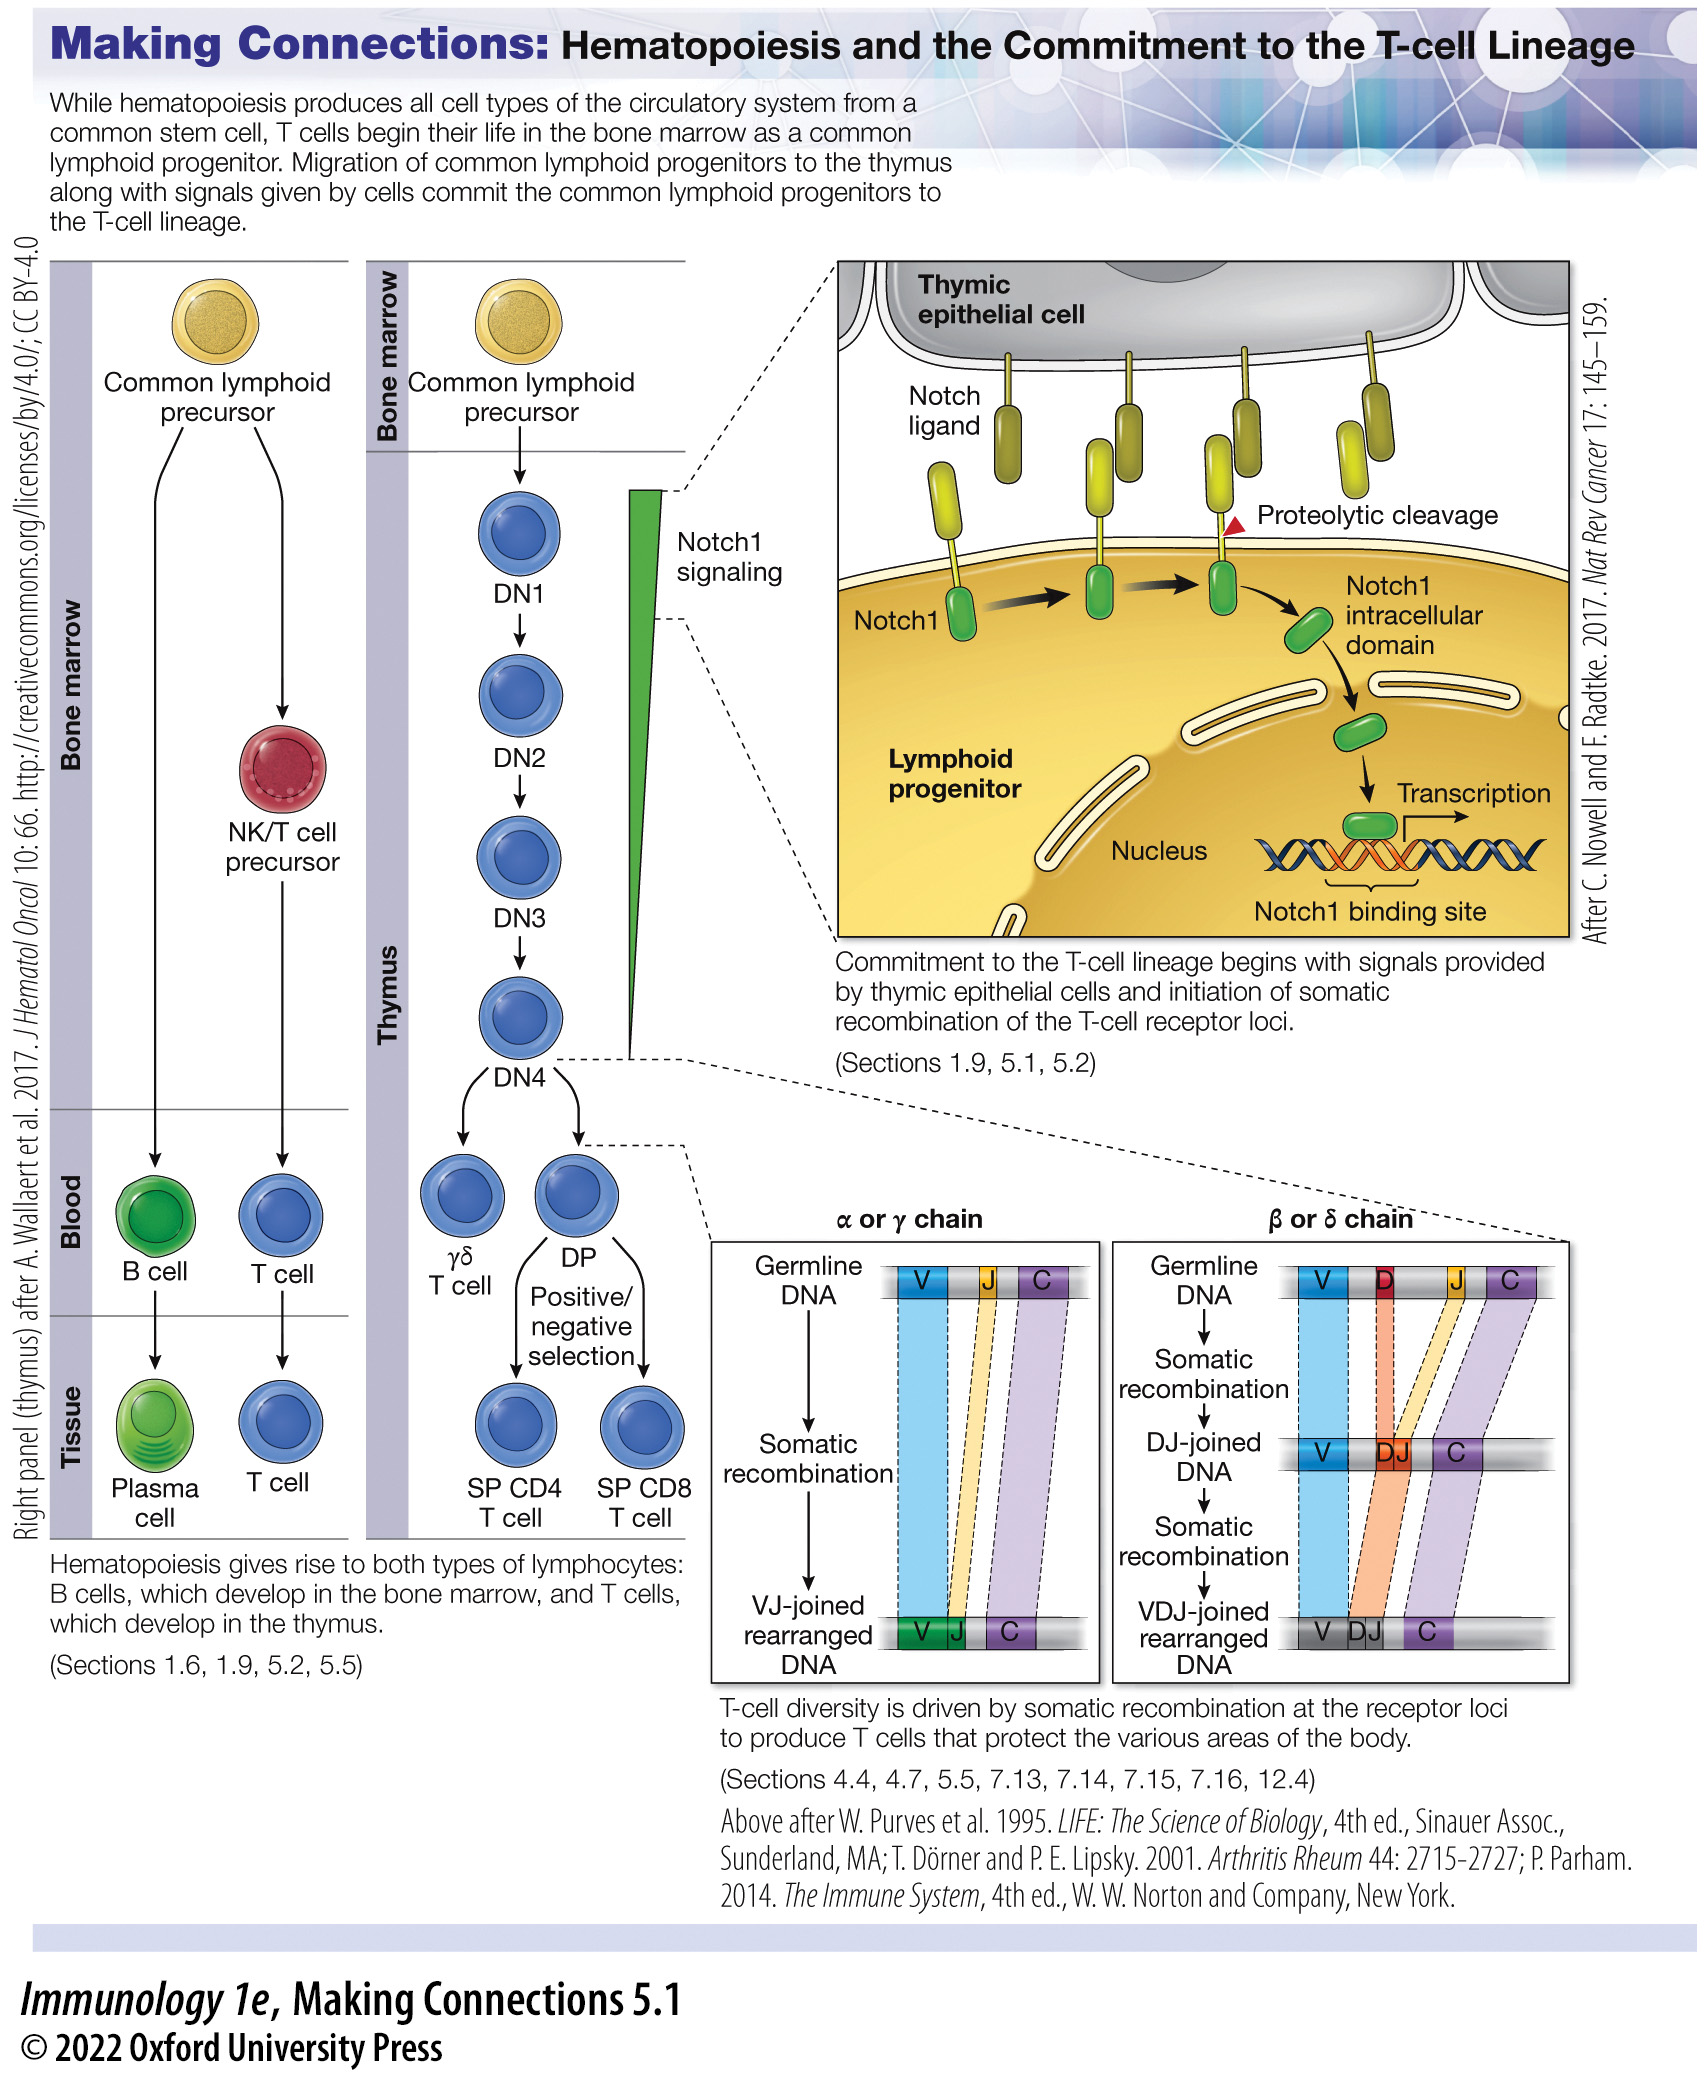 Making Connections: Hematopoiesis and the Commitment to the T-cell Lineage
While hematopoiesis produces all cell types of the circulatory system from a
common stem cell, T cells begin their life in the bone marrow as a common
lymphoid progenitor. Migration of common lymphoid progenitors to the thymus
along with signals given by cells commit the common lymphoid progenitors to
the T-cell lineage.
Right panel (thymus) after A. Wallaert et al. 2017. J Hematol Oncol 10: 66. http://creativecommons.org/licenses/by/4.0/; CC BY-4.0
Bone marrow
Common lymphoid
precursor
NK/T cell
precursor
Blood
B cell
T cell
Tissue
Plasma
cell
T cell
Bone marrow
Common lymphoid
precursor
Thymus
DN1
DN2
DN3
DN4
Notch1
signaling
γδ
T cell
DP
Positive/
negative
selection
SP CD4
T cell
SP CD8
T cell
Hematopoiesis gives rise to both types of lymphocytes:
B cells, which develop in the bone marrow, and T cells,
which develop in the thymus.
(Sections 1.6, 1.9, 5.2, 5.5)
Thymic
epithelial cell
Notch
ligand
Proteolytic cleavage
Notch1
Notch1
intracellular
domain
Lymphoid
progenitor
Nucleus
Transcription
Notch1 binding site
After C. Nowell and F. Radtke. 2017. Nat Rev Cancer 17: 145–159.
Commitment to the T-cell lineage begins with signals provided
by thymic epithelial cells and initiation of somatic
recombination of the T-cell receptor loci.
(Sections 1.9, 5.1, 5.2)
α or γ chain
Germline
DNA
V J C
Somatic
recombination
VJ-joined
rearranged
DNA
V J C
β or δ chain
Germline
DNA
V D J C
Somatic
recombination
DJ-joined
DNA
V D J C
Somatic
recombination
VDJ-joined
rearranged
DNA
V D J C
T-cell diversity is driven by somatic recombination at the receptor loci
to produce T cells that protect the various areas of the body.
(Sections 4.4, 4.7, 5.5, 7.13, 7.14, 7.15, 7.16, 12.4)
Above after W. Purves et al. 1995. LIFE: The Science of Biology, 4th ed., Sinauer Assoc.,
Sunderland, MA; T. Dörner and P. E. Lipsky. 2001. Arthritis Rheum 44: 2715-2727; P. Parham.
2014. The Immune System, 4th ed., W. W. Norton and Company, New York.
Immunology 1e, Making Connections 5.1
© 2022 Oxford University Press